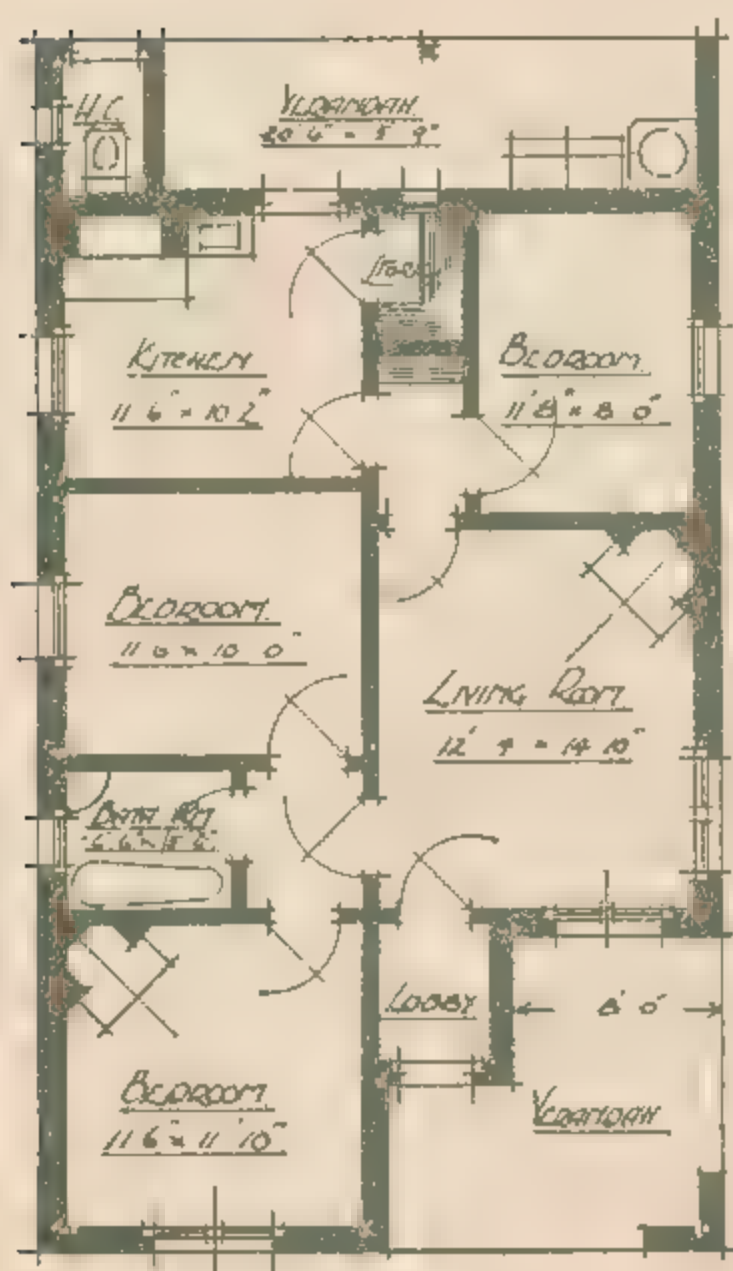 W.C.
VERANDAH
20' 6" × 5' 9"
KITCHEN
11' 6" × 10' 2"
BEDROOM
11' 8" × 8' 0"
BEDROOM
11' 6" × 10' 0"
LIVING ROOM
12' 4" × 14' 10"
BATH RM
LOBBY
8' 0"
BEDROOM
11' 6" × 11' 10"
VERANDAH